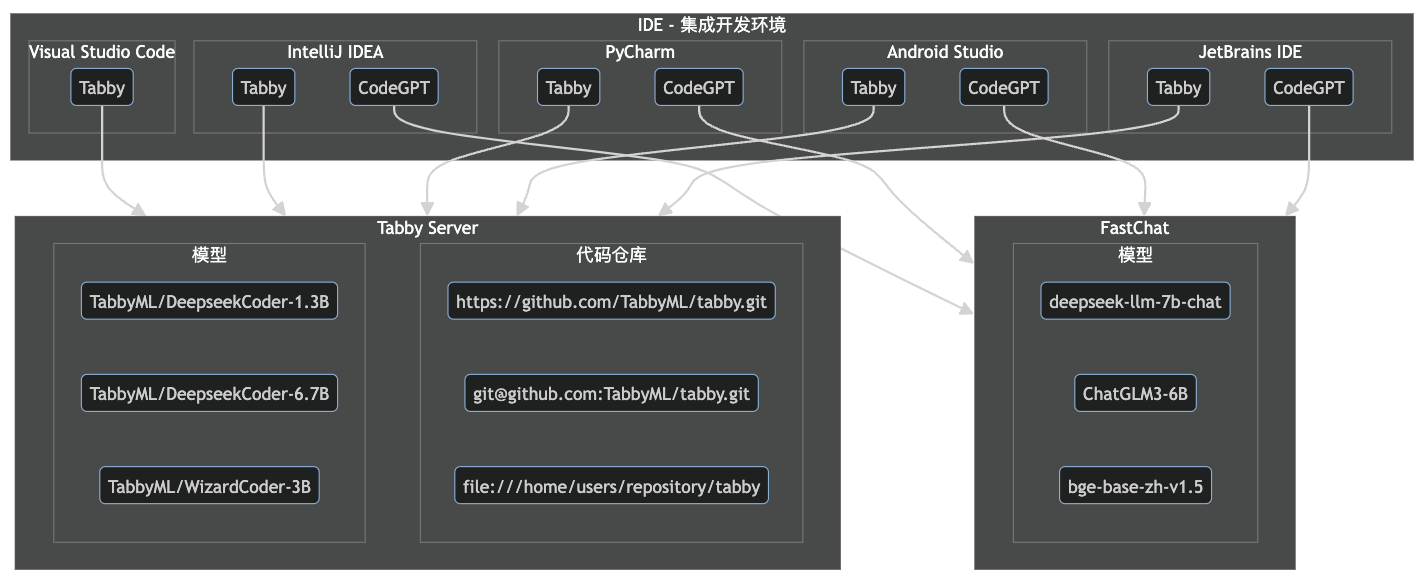 IDE - 集成开发环境
Visual Studio Code
Tabby
IntelliJ IDEA
Tabby
CodeGPT
PyCharm
Tabby
CodeGPT
Android Studio
Tabby
CodeGPT
JetBrains IDE
Tabby
CodeGPT
Tabby Server
模型
TabbyML/DeepseekCoder-1.3B
TabbyML/DeepseekCoder-6.7B
TabbyML/WizardCoder-3B
代码仓库
https://github.com/TabbyML/tabby.git
git@github.com:TabbyML/tabby.git
file:///home/users/repository/tabby
FastChat
模型
deepseek-llm-7b-chat
ChatGLM3-6B
bge-base-zh-v1.5